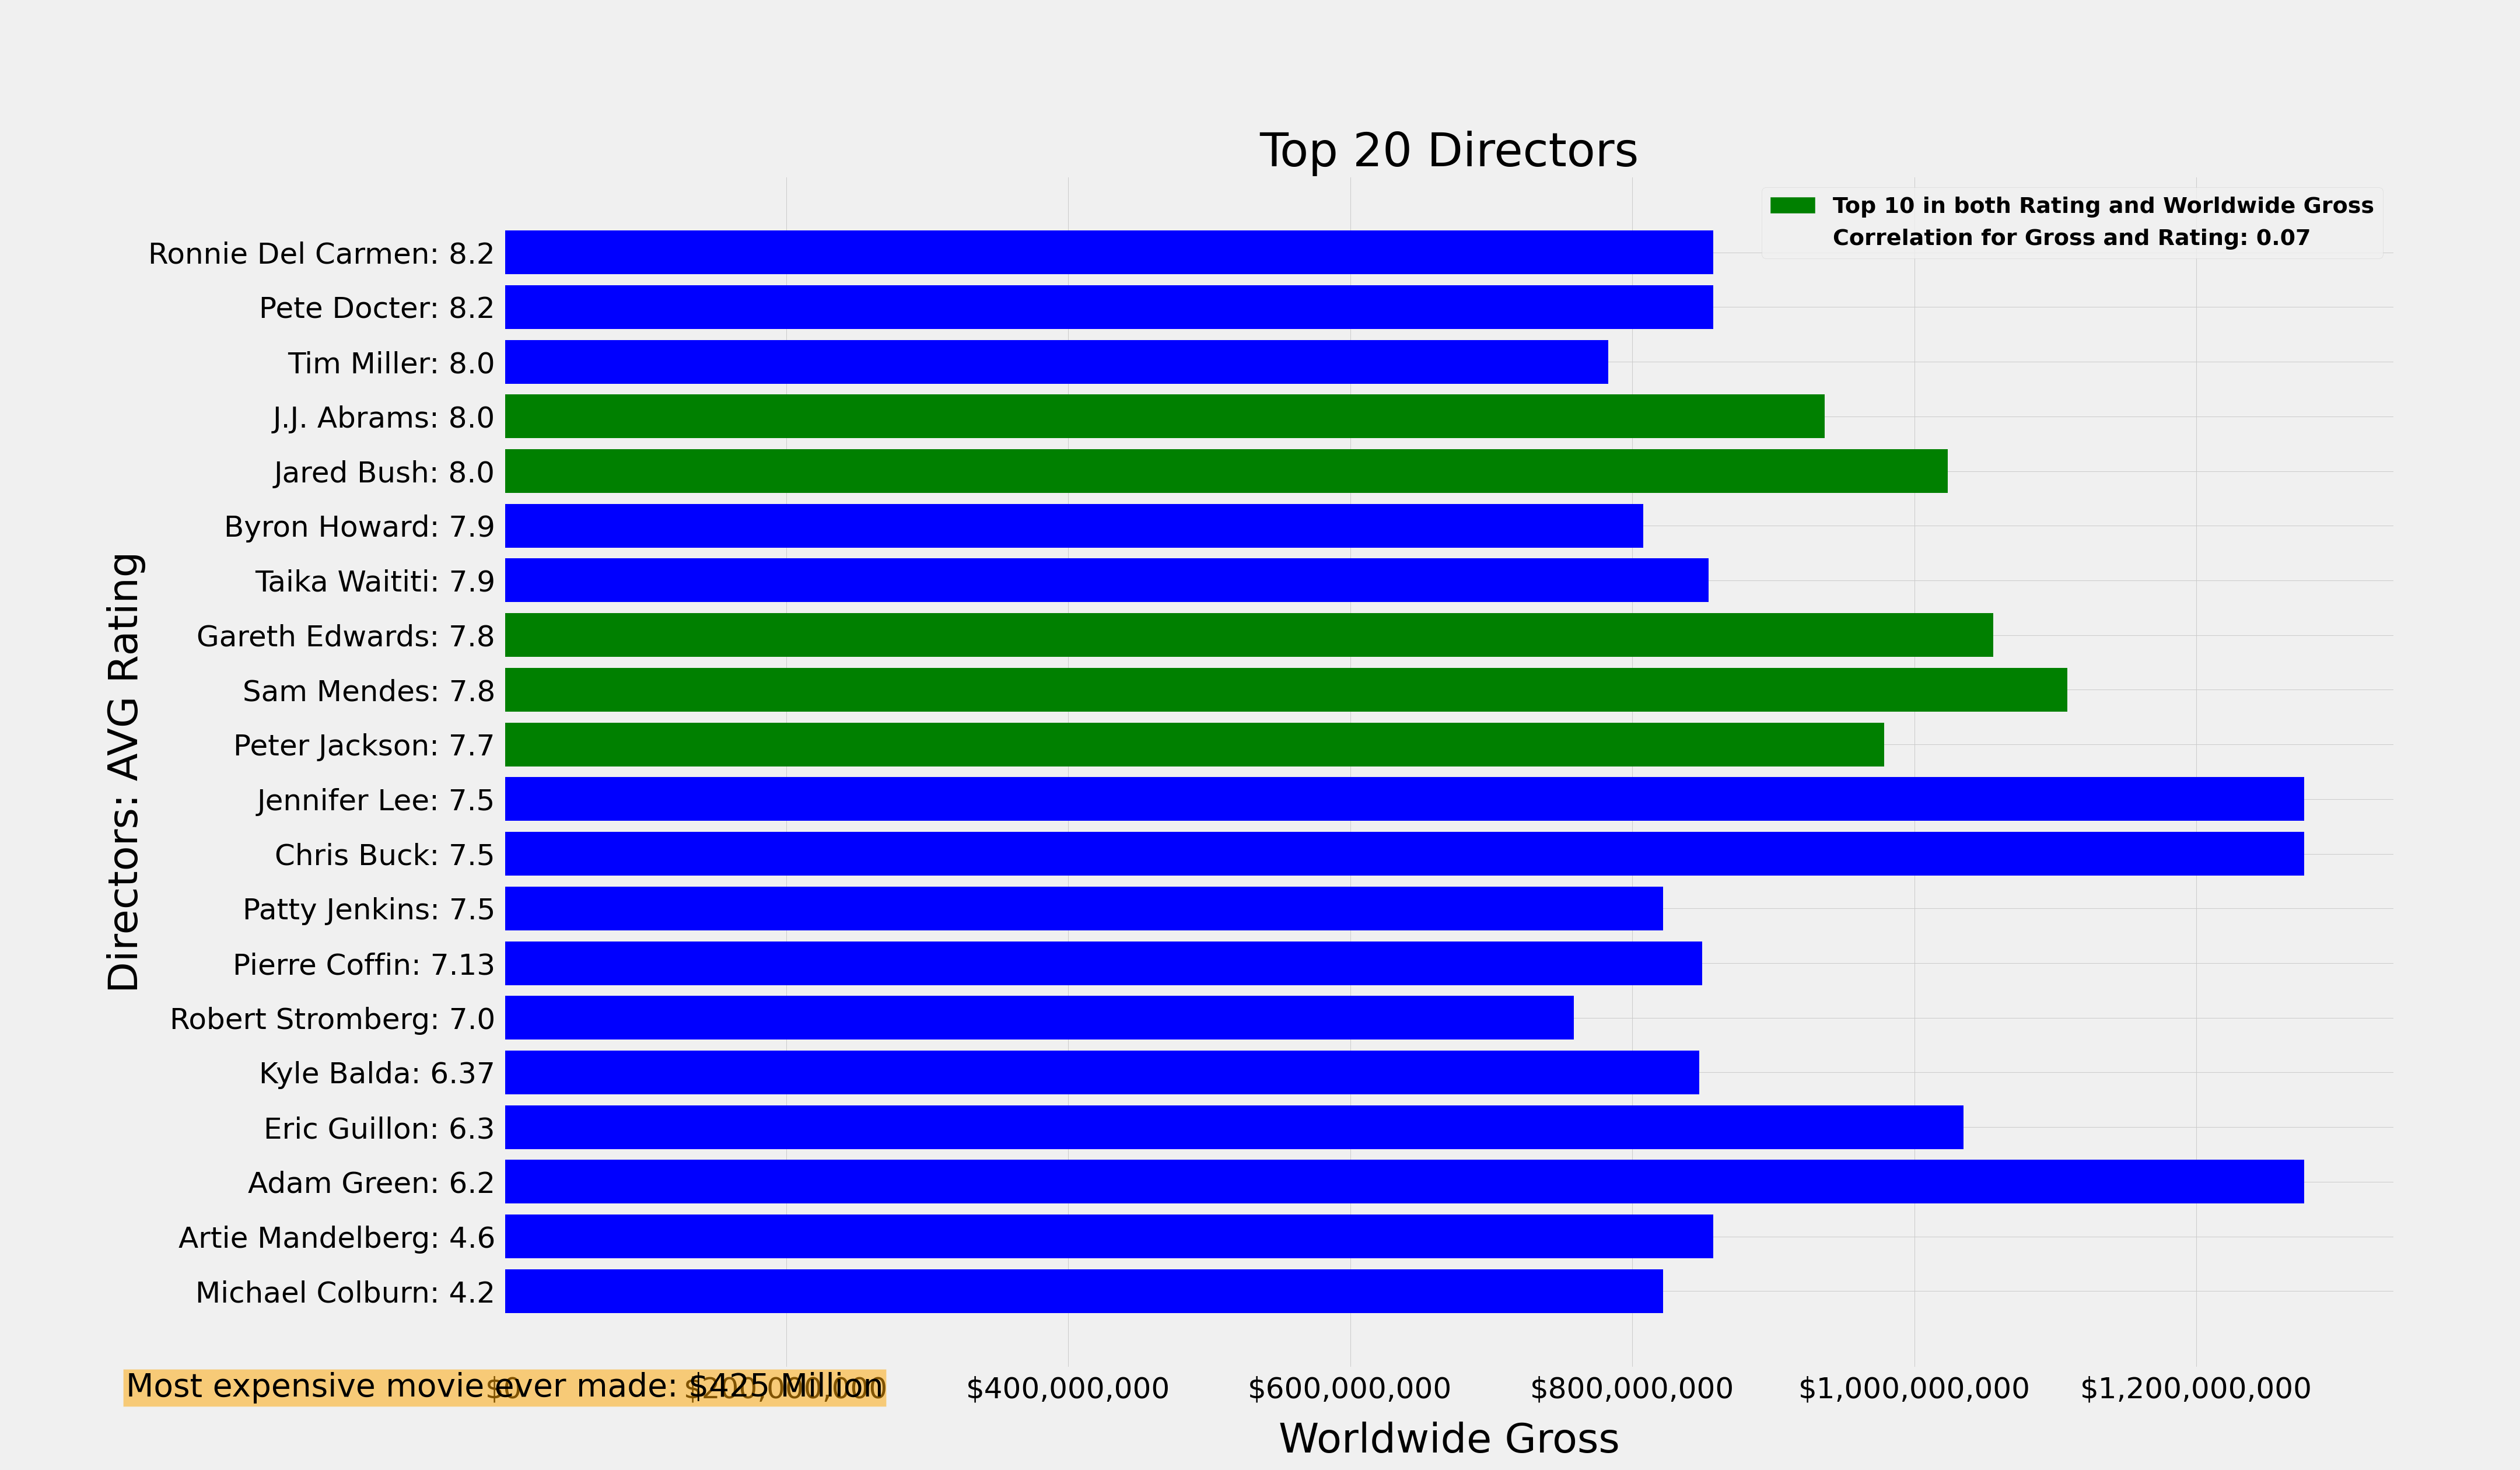 Top 20 Directors
Top 10 in both Rating and Worldwide Gross
Correlation for Gross and Rating: 0.07
Directors: AVG Rating
Ronnie Del Carmen: 8.2
Pete Docter: 8.2
Tim Miller: 8.0
J.J. Abrams: 8.0
Jared Bush: 8.0
Byron Howard: 7.9
Taika Waititi: 7.9
Gareth Edwards: 7.8
Sam Mendes: 7.8
Peter Jackson: 7.7
Jennifer Lee: 7.5
Chris Buck: 7.5
Patty Jenkins: 7.5
Pierre Coffin: 7.13
Robert Stromberg: 7.0
Kyle Balda: 6.37
Eric Guillon: 6.3
Adam Green: 6.2
Artie Mandelberg: 4.6
Michael Colburn: 4.2
Most expensive movie ever made: $425 Million
$0 $200,000,000 $400,000,000 $600,000,000 $800,000,000 $1,000,000,000 $1,200,000,000
Worldwide Gross